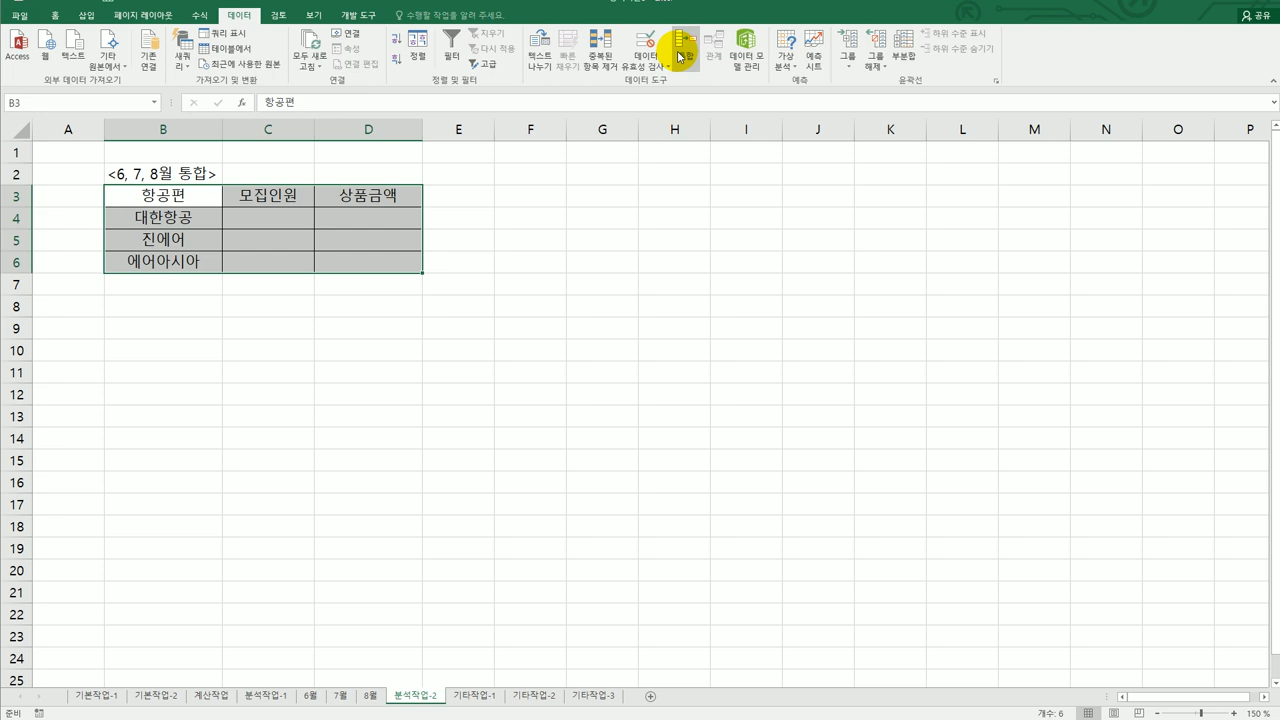 파일 홈 삽입 페이지 레이아웃 수식 데이터 검토 보기 개발 도구 수행할 작업을 알려 주세요. 공유
Access 웹 텍스트 기타 원본에서 기존 연결
외부 데이터 가져오기
새 쿼리 쿼리 표시 테이블에서 최근에 사용한 원본
가져오기 및 변환
모두 새로 고침 연결 속성 연결 편집
연결
정렬 필터 지우기 다시 적용 고급
정렬 및 필터
텍스트 나누기 빠른 채우기 중복된 항목 제거 데이터 유효성 검사 관계 데이터 모델 관리
데이터 도구
가상 분석 예측 시트
예측
그룹 그룹 해제 부분합 하위 수준 표시 하위 수준 숨기기
윤곽선
B3 fx 항공편
A B C D E F G H I J K L M N O P
1
2 <6, 7, 8월 통합>
3 항공편 모집인원 상품금액
4 대한항공
5 진에어
6 에어아시아
7
8
9
10
11
12
13
14
15
16
17
18
19
20
21
22
23
24
25
기본작업-1 기본작업-2 계산작업 분석작업-1 6월 7월 8월 분석작업-2 기타작업-1 기타작업-2 기타작업-3
준비 개수: 6 150 %